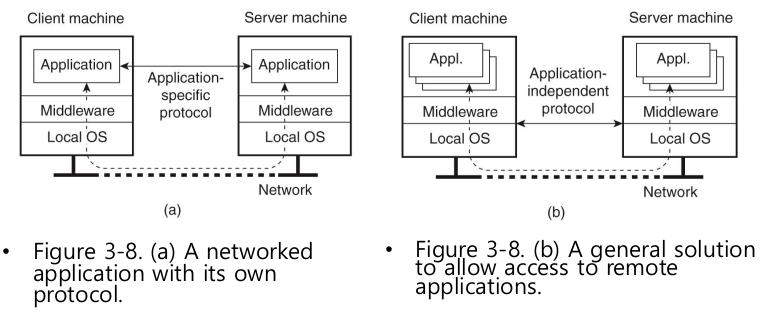 Client machine
Server machine
Application
Application
Application-
specific
protocol
Middleware
Middleware
Local OS
Local OS
Network
(a)
Client machine
Server machine
Appl.
Appl.
Application-
independent
protocol
Middleware
Middleware
Local OS
Local OS
Network
(b)
• Figure 3-8. (a) A networked
application with its own
protocol.
• Figure 3-8. (b) A general solution
to allow access to remote
applications.